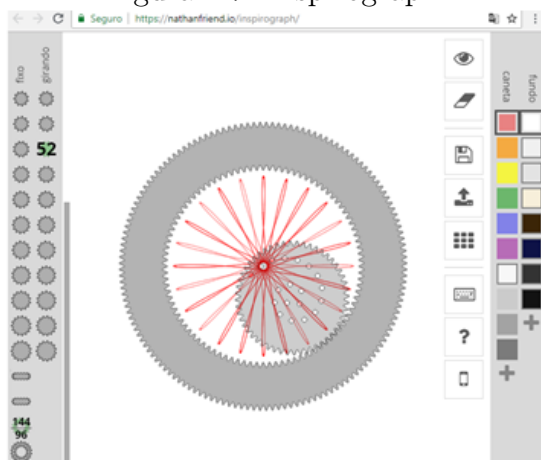 Seguro | https://nathanfriend.io/inspirograph/
fixo
girando
52
144
96
?
caneta
fundo